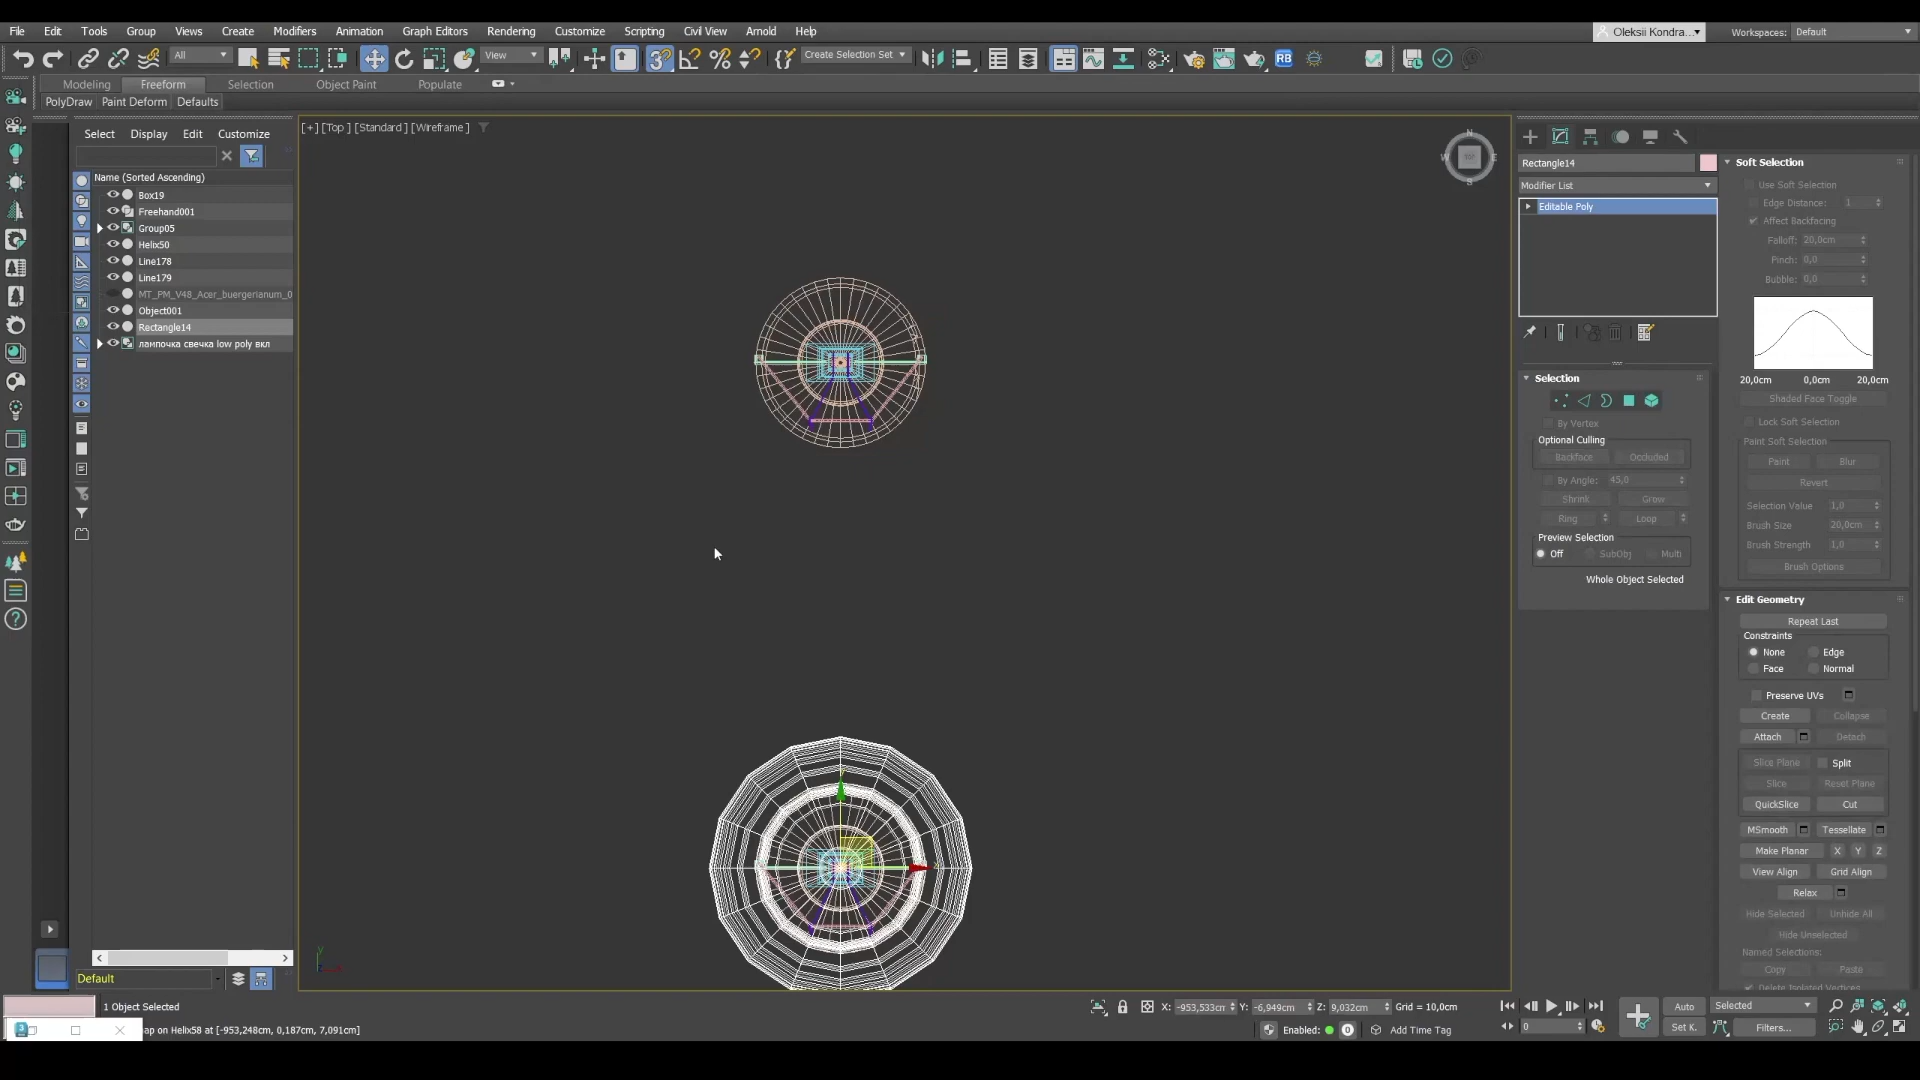 File Edit Tools Group Views Create Modifiers Animation Graph Editors Rendering Customize Scripting Civil View Arnold Help
Oleksii Kondra... Workspaces: Default
All View Create Selection Set
Modeling Freeform Selection Object Paint Populate
PolyDraw Paint Deform Defaults
Select Display Edit Customize
Name (Sorted Ascending)
Box19
Freehand001
Group05
Helix50
Line178
Line179
MT_PM_V48_Acer_buergerianum_0
Object001
Rectangle14
лампочка свечка low poly вкл
Default
[+] [Top ] [Standard ] [Wireframe ]
N
W TOP E
S
Rectangle14
Modifier List
Editable Poly
Selection
By Vertex
Optional Culling
Backface Occluded
By Angle: 45,0
Shrink Grow
Ring Loop
Preview Selection
Off SubObj Multi
Whole Object Selected
Soft Selection
Use Soft Selection
Edge Distance: 1
Affect Backfacing
Falloff: 20,0cm
Pinch: 0,0
Bubble: 0,0
20,0cm 0,0cm 20,0cm
Shaded Face Toggle
Lock Soft Selection
Paint Soft Selection
Paint Blur
Revert
Selection Value 1,0
Brush Size 20,0cm
Brush Strength 1,0
Brush Options
Edit Geometry
Repeat Last
Constraints
None Edge
Face Normal
Preserve UVs
Create Collapse
Attach Detach
Slice Plane Split
Slice Reset Plane
QuickSlice Cut
MSmooth Tessellate
Make Planar X Y Z
View Align Grid Align
Relax
Hide Selected Unhide All
Hide Unselected
Named Selections:
Copy Paste
Delete Isolated Vertices
1 Object Selected
ap on Helix58 at [-953,248cm, 0,187cm, 7,091cm]
X: -953,533cm Y: -6,949cm Z: 9,032cm Grid = 10,0cm
Enabled: 0 Add Time Tag
0
Auto Selected
Set K. Filters...